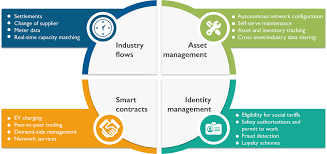 • Settlements
• Change of supplier
• Meter data
• Real-time capacity matching
Industry
flows
• Autonomous network configuration
• Self-serve maintenance
• Asset and inventory tracking
• Cross asset/industry data sharing
Asset
management
Smart
contracts
• EV charging
• Peer-to-peer trading
• Demand-side management
• Network services
Identity
management
• Eligibility for social tariffs
• Safety authorisations and
permit to work
• Fraud detection
• Loyalty schemes